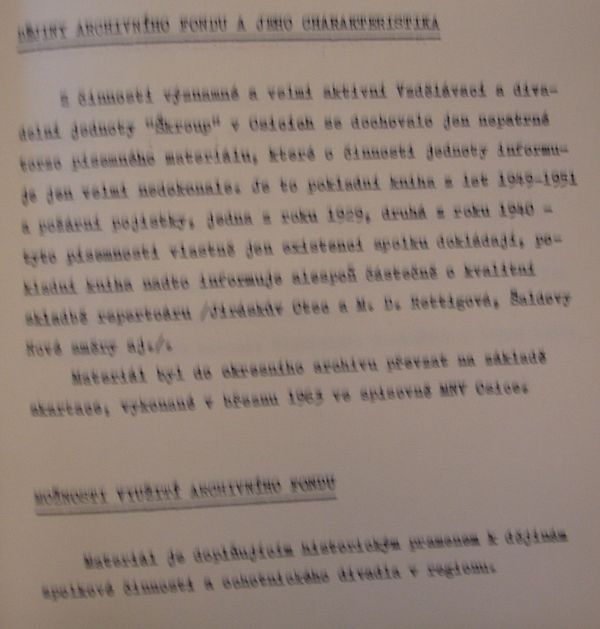 DĚJINY ARCHIVNÍHO FONDU A JEHO CHARAKTERISTIKA
Z činnosti významné a velmi aktivní Vzdělávací a diva-
delní jednoty "Škroup" v Osicích se dochovalo jen nepatrné
torso písemného materiálu, které o činnosti jednoty informu-
je jen velmi nedokonale. Je to pokladní kniha z let 1949-1951
a požární pojistky, jedna z roku 1929, druhá z roku 1940 -
tyto písemnosti vlastně jen existenci spolku dokládají, po-
kladní kniha nadto informuje alespoň částečně o kvalitní
skladbě repertoáru /Jiráskův Otec a M. D. Rettigová, Šaldovy
Nové směry aj./.
Materiál byl do okresního archivu převzat na základě
skartace, vykonané v březnu 1963 ve spisovně MNV Osice.
MOŽNOSTI VYUŽITÍ ARCHIVNÍHO FONDU
Materiál je doplňujícím historickým pramenem k dějinám
spolkové činnosti a ochotnického divadla v regionu.